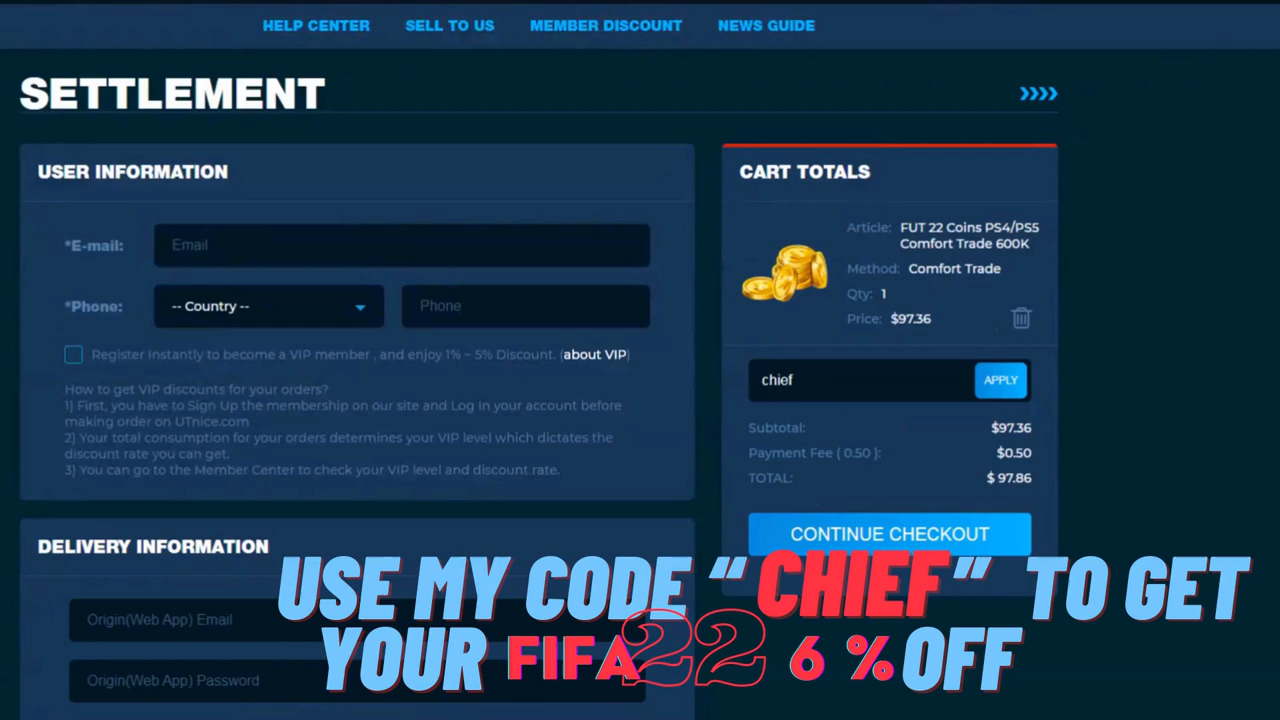 HELP CENTER SELL TO US MEMBER DISCOUNT NEWS GUIDE
SETTLEMENT
USER INFORMATION
*E-mail: Email
*Phone: -- Country -- Phone
Register Instantly to become a VIP member , and enjoy 1% – 5% Discount. (about VIP)
How to get VIP discounts for your orders?
1) First, you have to Sign Up the membership on our site and Log In your account before
making order on UTnice.com
2) Your total consumption for your orders determines your VIP level which dictates the
discount rate you can get.
3) You can go to the Member Center to check your VIP level and discount rate.
CART TOTALS
Article: FUT 22 Coins PS4/PS5
Comfort Trade 600K
Method: Comfort Trade
Qty: 1
Price: $97.36
chief APPLY
Subtotal: $97.36
Payment Fee ( 0.50 ): $0.50
TOTAL: $ 97.86
CONTINUE CHECKOUT
DELIVERY INFORMATION
Origin(Web App) Email
Origin(Web App) Password
USE MY CODE “CHIEF” TO GET
YOUR FIFA 22 6 % OFF